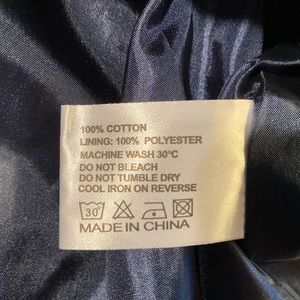 100% COTTON
LINING: 100% POLYESTER
MACHINE WASH 30°C
DO NOT BLEACH
DO NOT TUMBLE DRY
COOL IRON ON REVERSE
30
MADE IN CHINA